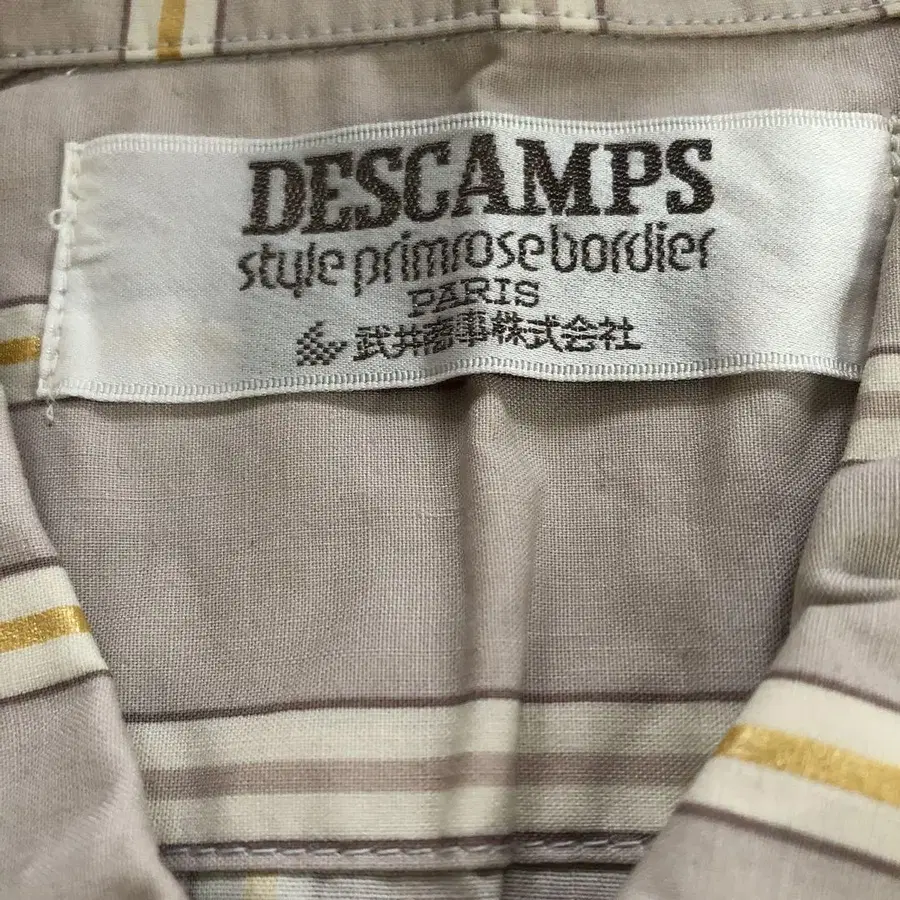 DESCAMPS
style primrose bordier
PARIS
武井商事株式会社